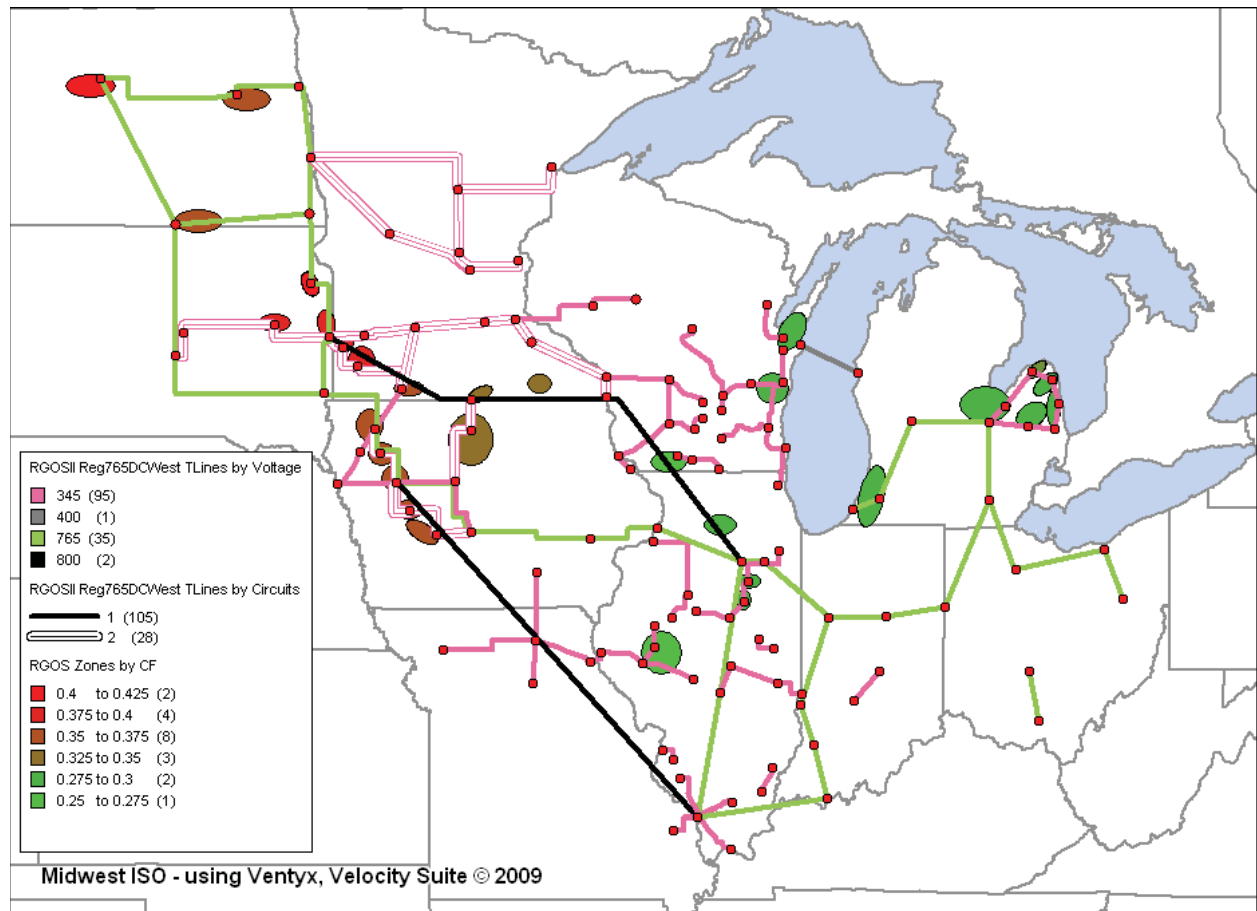 RGOSII Reg765DCWest TLines by Voltage
345 (95)
400 (1)
765 (35)
800 (2)
RGOSII Reg765DCWest TLines by Circuits
1 (105)
2 (28)
RGOS Zones by CF
0.4 to 0.425 (2)
0.375 to 0.4 (4)
0.35 to 0.375 (8)
0.325 to 0.35 (3)
0.275 to 0.3 (2)
0.25 to 0.275 (1)
Midwest ISO - using Ventyx, Velocity Suite © 2009